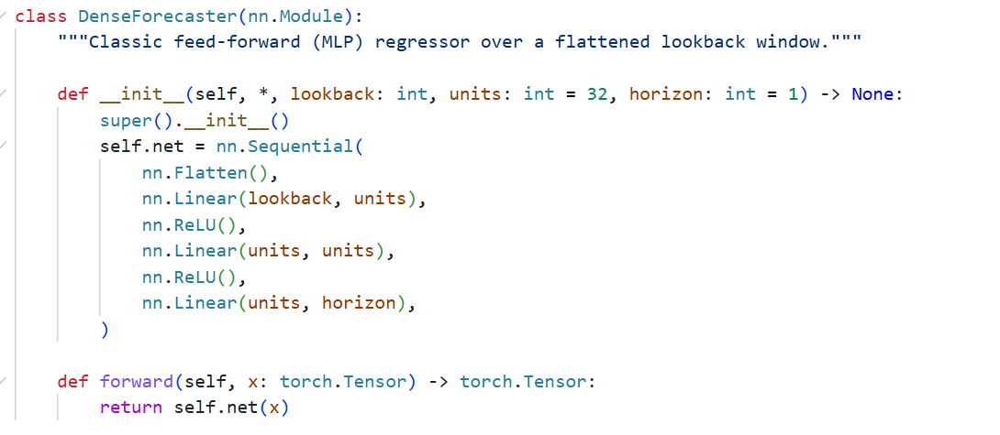 class DenseForecaster(nn.Module):
    """Classic feed-forward (MLP) regressor over a flattened lookback window."""

    def __init__(self, *, lookback: int, units: int = 32, horizon: int = 1) -> None:
        super().__init__()
        self.net = nn.Sequential(
            nn.Flatten(),
            nn.Linear(lookback, units),
            nn.ReLU(),
            nn.Linear(units, units),
            nn.ReLU(),
            nn.Linear(units, horizon),
        )

    def forward(self, x: torch.Tensor) -> torch.Tensor:
        return self.net(x)